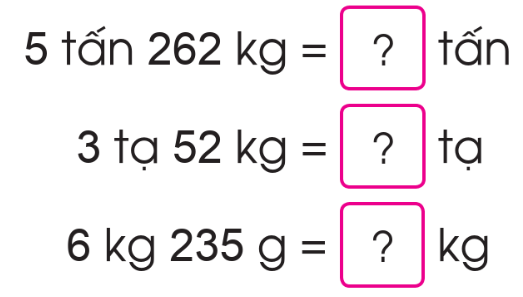 5 tấn 262 kg = ? tấn
3 tạ 52 kg = ? tạ
6 kg 235 g = ? kg